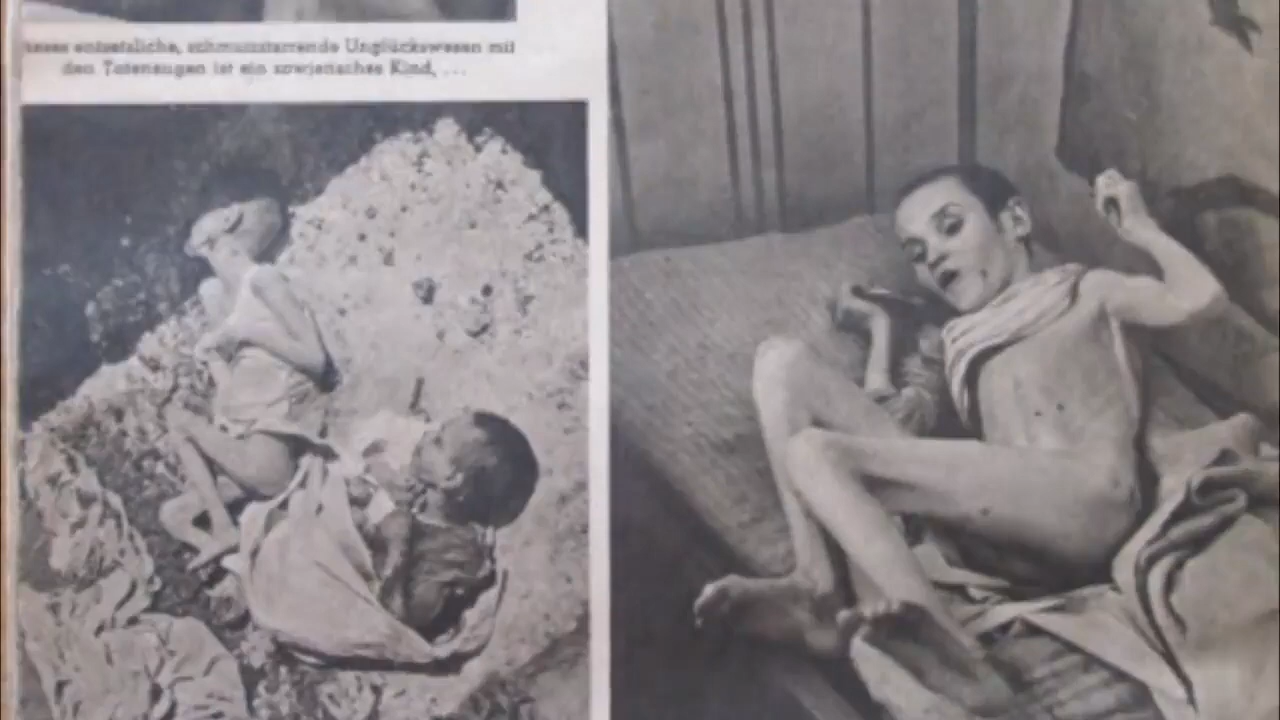 entsetzliche, schmutzstarrende Unglückswesen mit
den Totenaugen ist ein sowjetisches Kind, ...